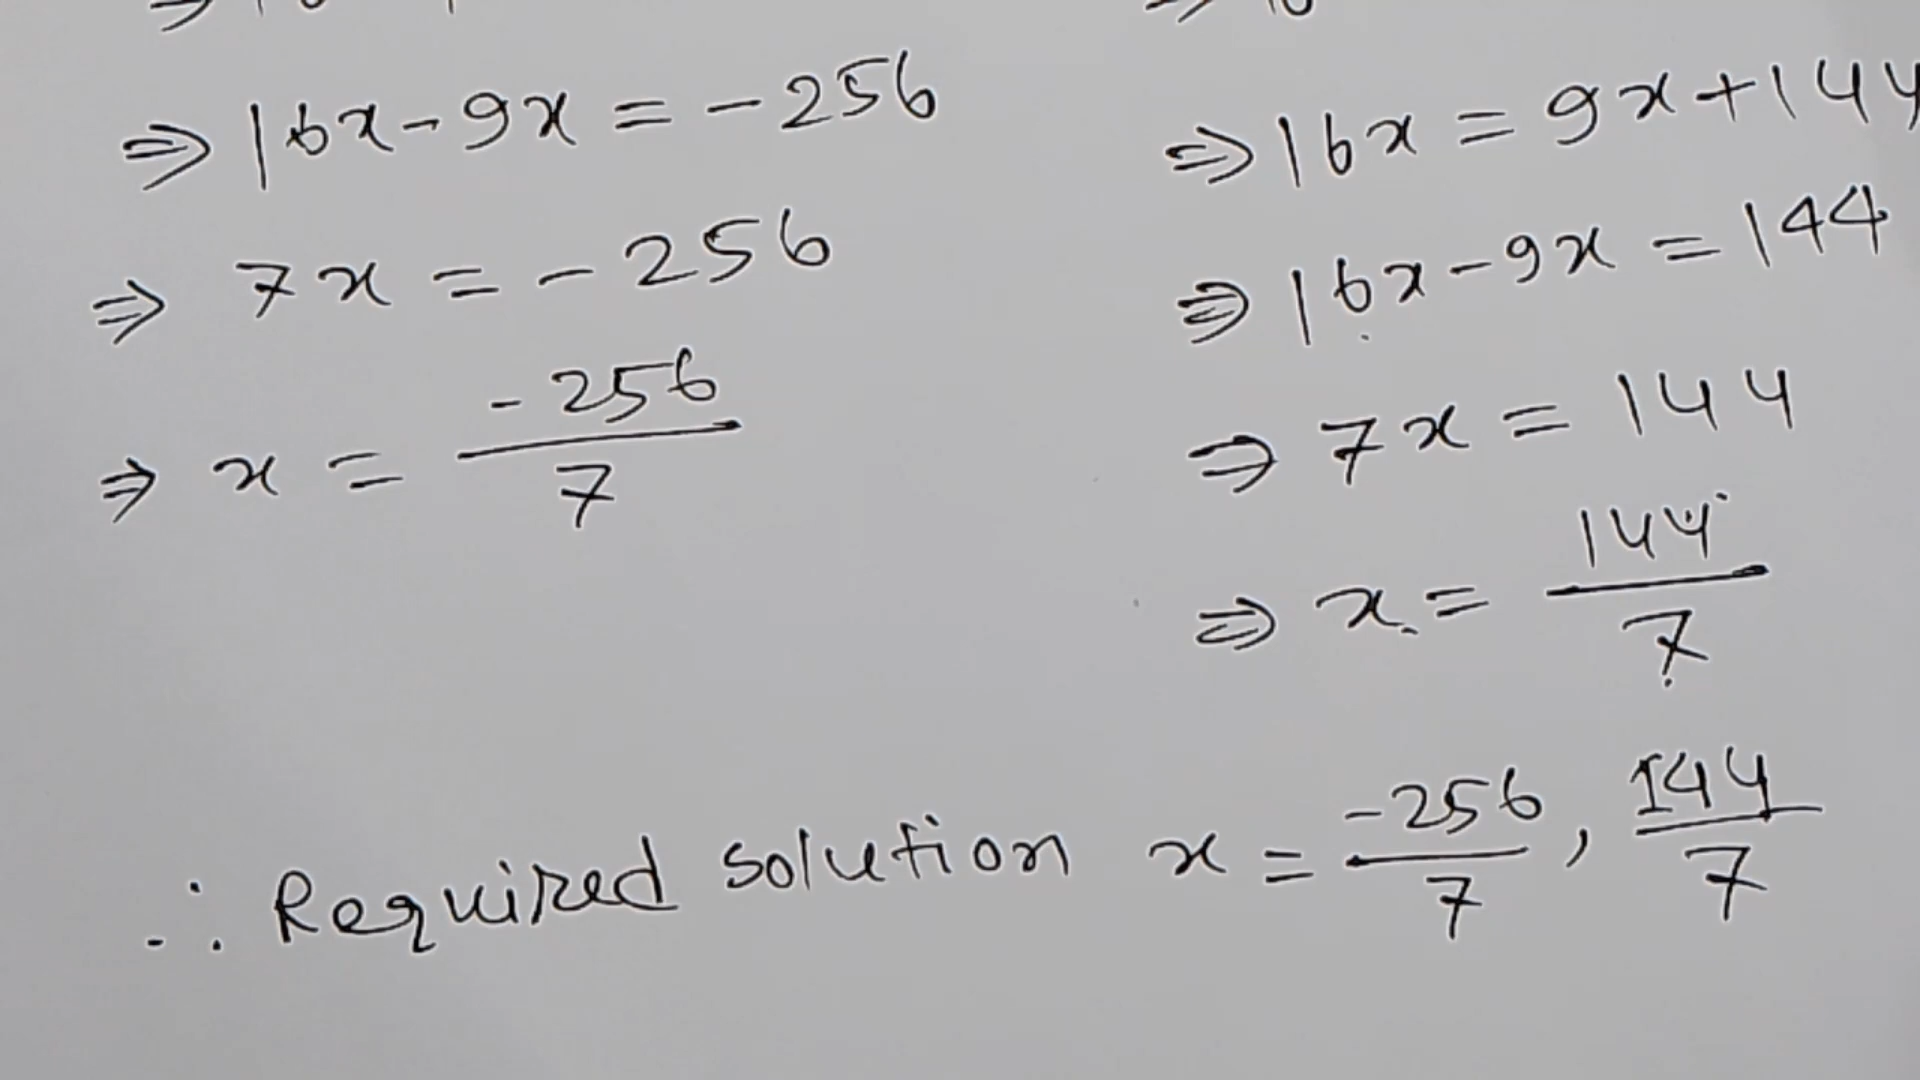 ⇒ 16x-9x = -256
⇒ 7x = -256
⇒ x = -256/7
⇒ 16x = 9x+144
⇒ 16x-9x = 144
⇒ 7x = 144
⇒ x = 144/7
∴ Required solution x = -256/7, 144/7